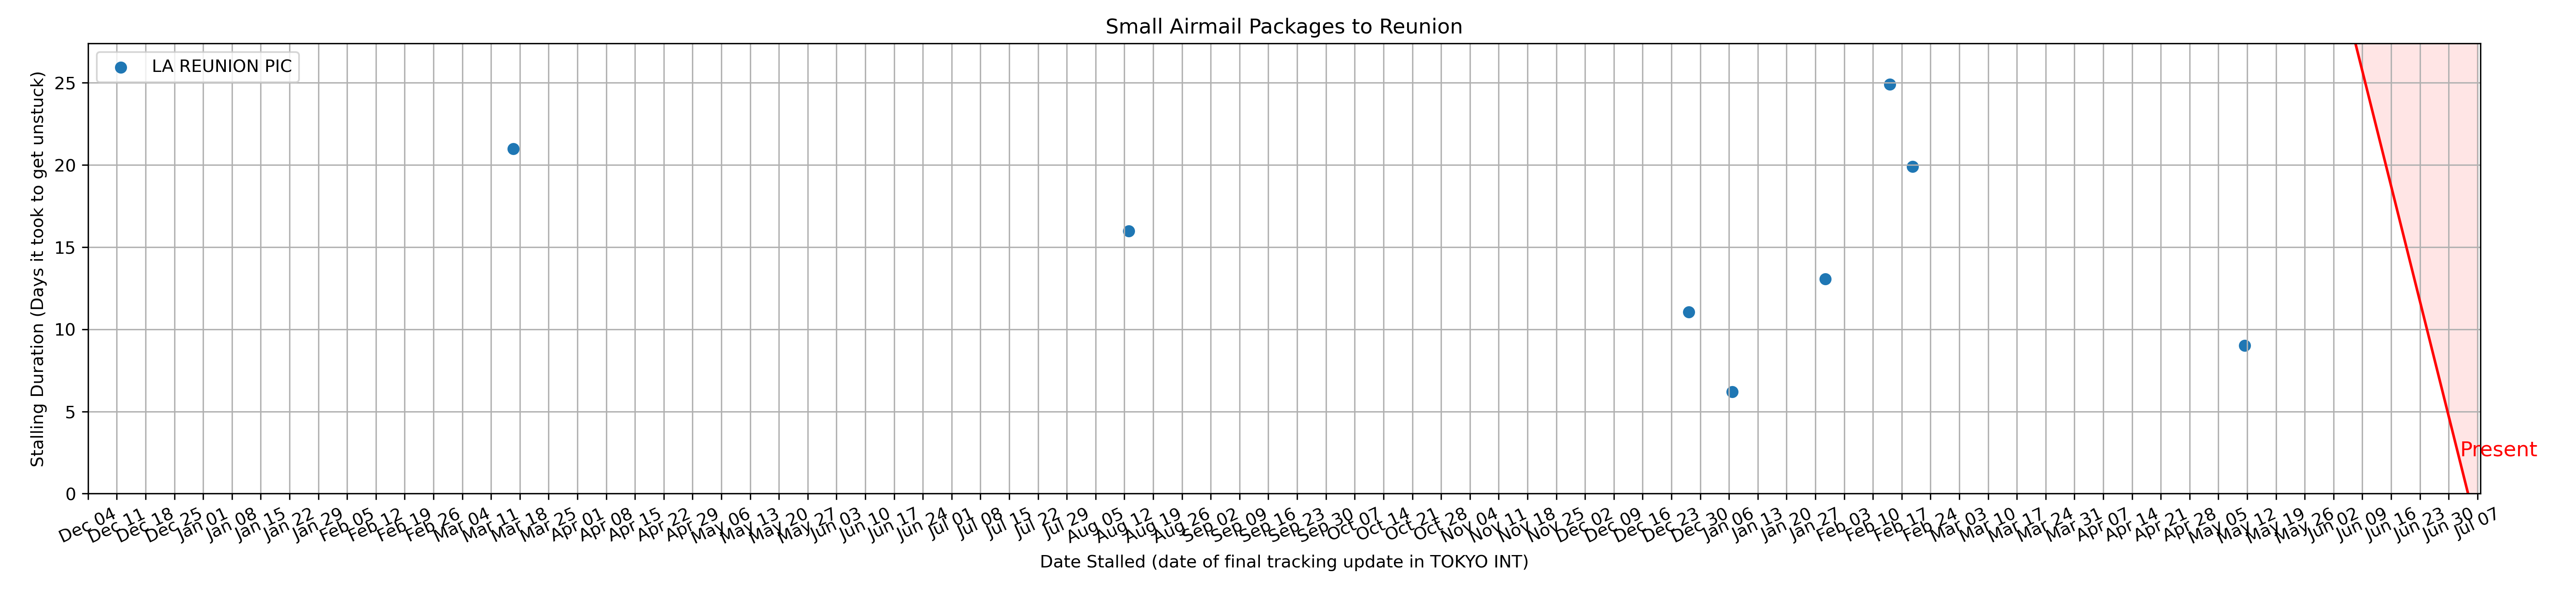 Small Airmail Packages to Reunion
LA REUNION PIC
Stalling Duration (Days it took to get unstuck)
25
20
15
10
5
0
Present
Dec 04
Dec 11
Dec 18
Dec 25
Jan 01
Jan 08
Jan 15
Jan 22
Jan 29
Feb 05
Feb 12
Feb 19
Feb 26
Mar 04
Mar 11
Mar 18
Mar 25
Apr 01
Apr 08
Apr 15
Apr 22
Apr 29
May 06
May 13
May 20
May 27
Jun 03
Jun 10
Jun 17
Jun 24
Jul 01
Jul 08
Jul 15
Jul 22
Jul 29
Aug 05
Aug 12
Aug 19
Aug 26
Sep 02
Sep 09
Sep 16
Sep 23
Sep 30
Oct 07
Oct 14
Oct 21
Oct 28
Nov 04
Nov 11
Nov 18
Nov 25
Dec 02
Dec 09
Dec 16
Dec 23
Dec 30
Jan 06
Jan 13
Jan 20
Jan 27
Feb 03
Feb 10
Feb 17
Feb 24
Mar 03
Mar 10
Mar 17
Mar 24
Mar 31
Apr 07
Apr 14
Apr 21
Apr 28
May 05
May 12
May 19
May 26
Jun 02
Jun 09
Jun 16
Jun 23
Jun 30
Jul 07
Date Stalled (date of final tracking update in TOKYO INT)